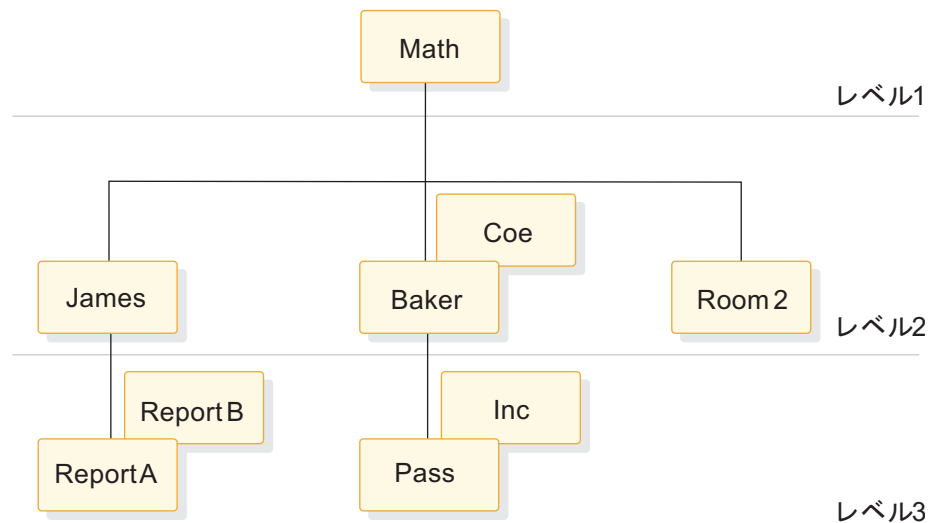 Math
レベル1
Coe
James
Baker
Room 2
レベル2
Report B
Inc
Report A
Pass
レベル3